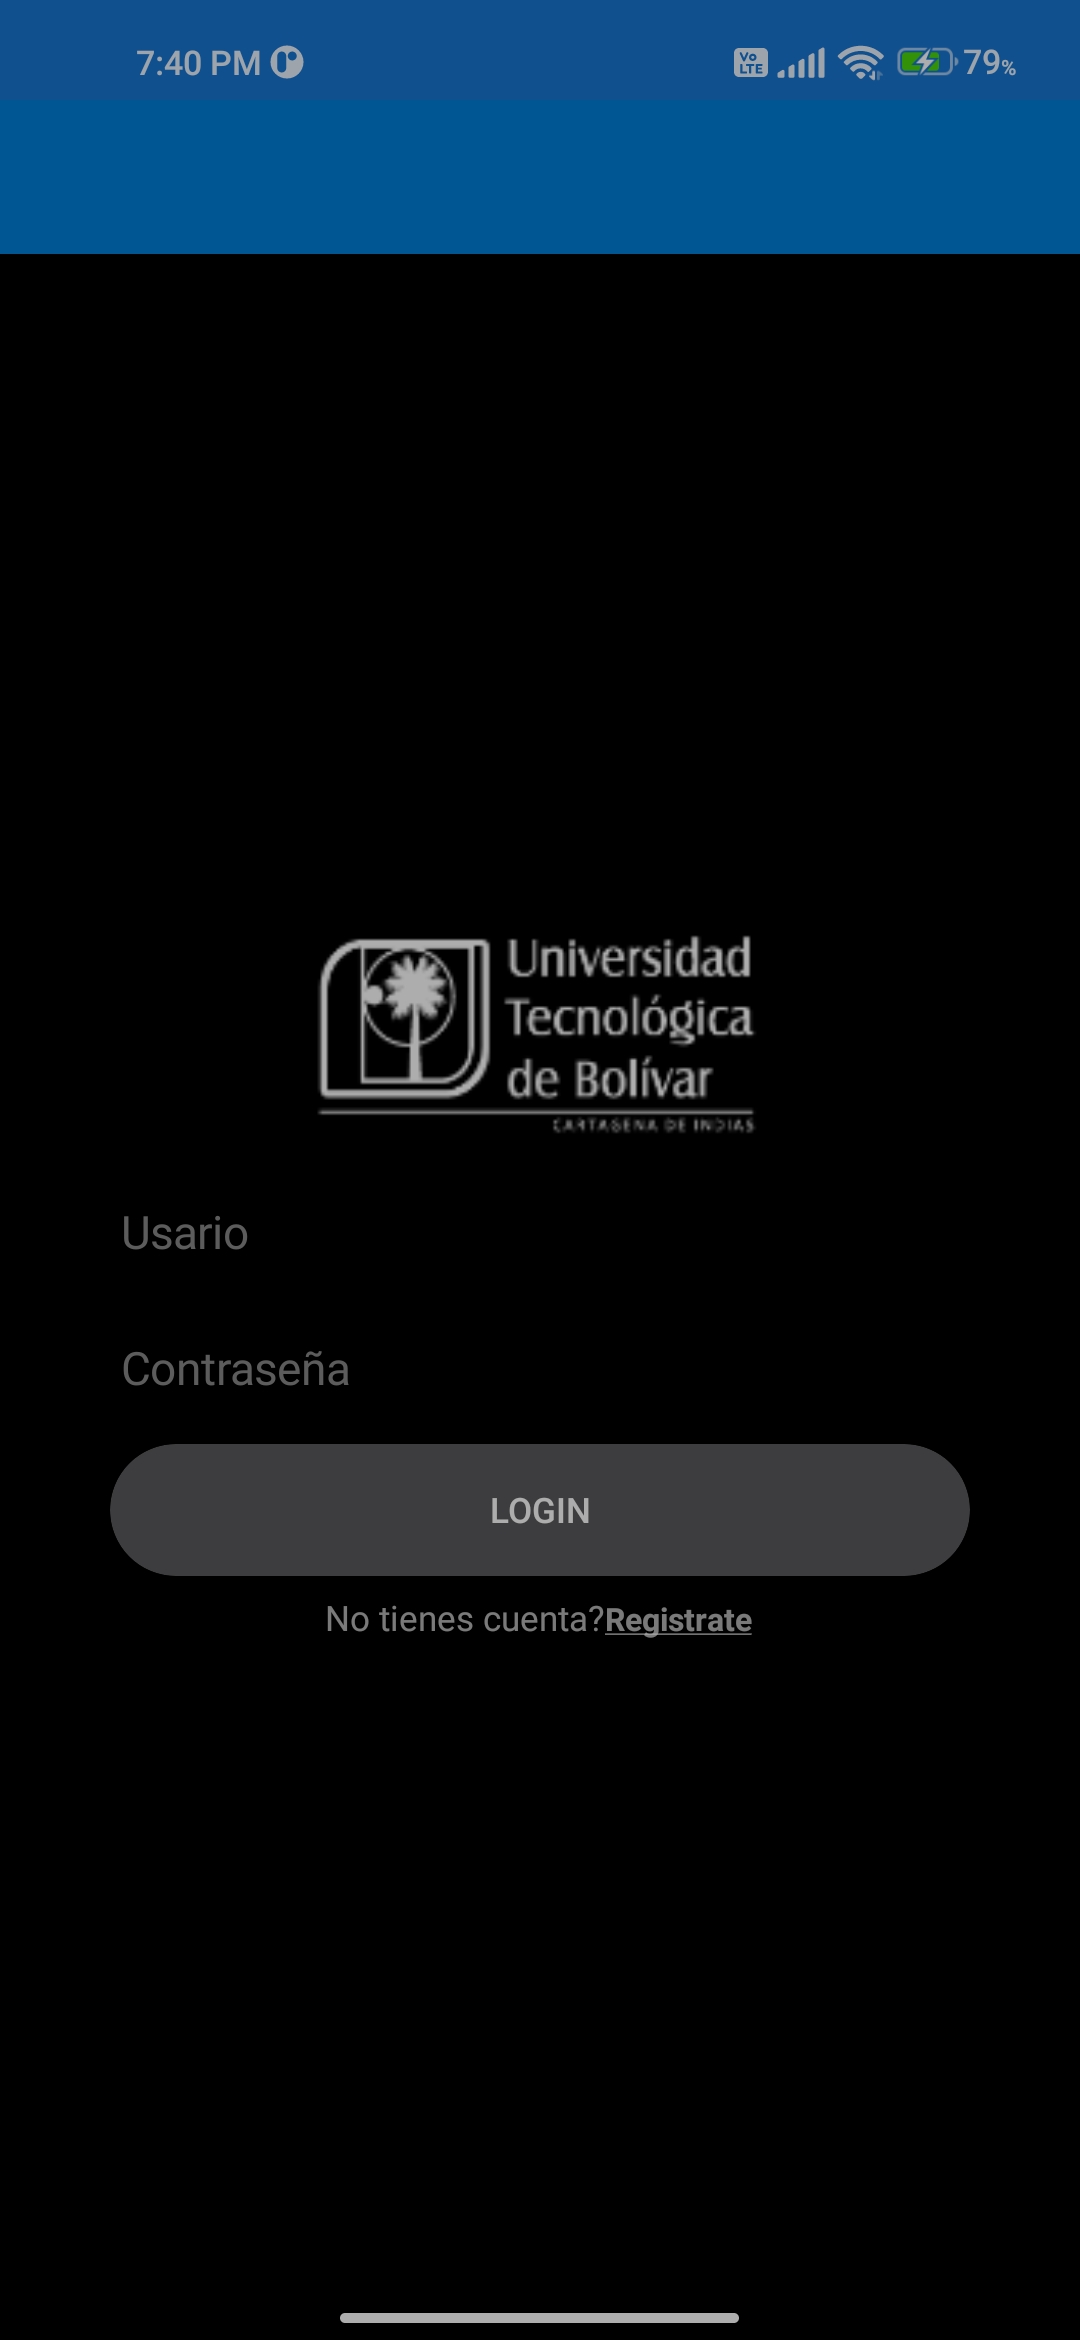 7:40 PM
Vo LTE
79%
Universidad
Tecnológica
de Bolívar
CARTAGENA DE INDIAS
Usario
Contraseña
LOGIN
No tienes cuenta?Registrate